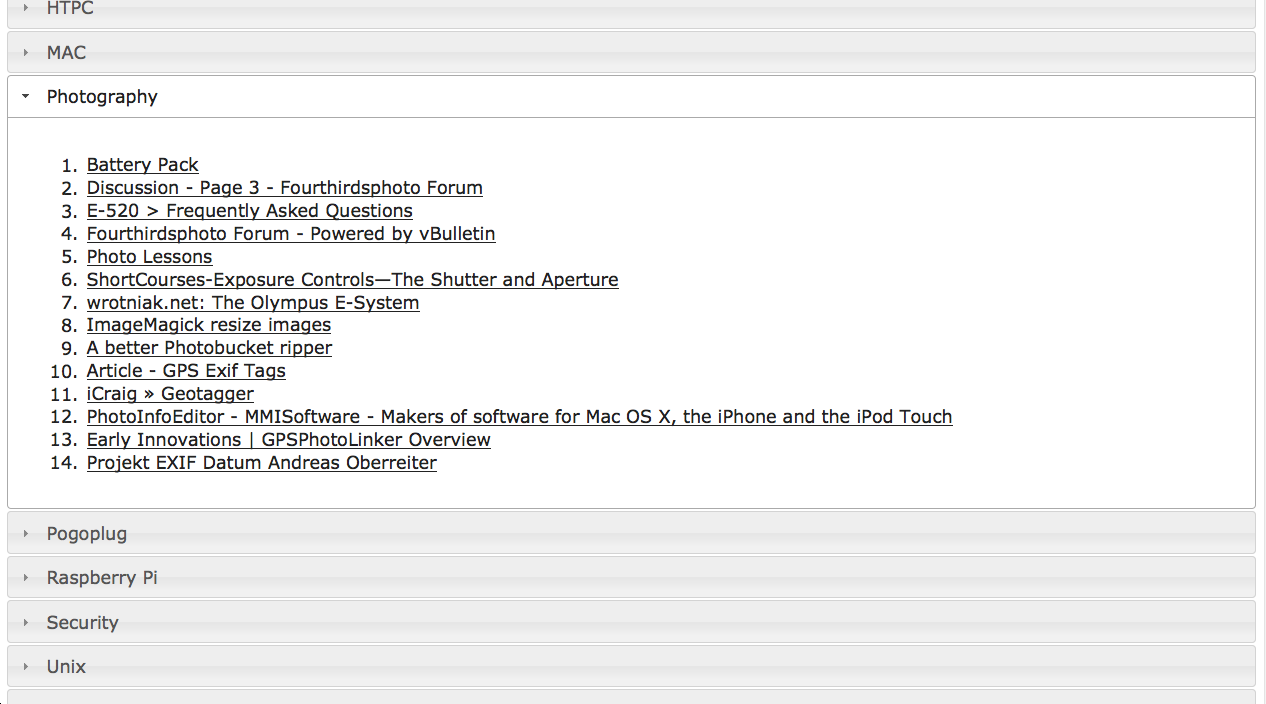 HTPC
MAC
Photography
1. Battery Pack
2. Discussion - Page 3 - Fourthirdsphoto Forum
3. E-520 > Frequently Asked Questions
4. Fourthirdsphoto Forum - Powered by vBulletin
5. Photo Lessons
6. ShortCourses-Exposure Controls—The Shutter and Aperture
7. wrotniak.net: The Olympus E-System
8. ImageMagick resize images
9. A better Photobucket ripper
10. Article - GPS Exif Tags
11. iCraig » Geotagger
12. PhotoInfoEditor - MMISoftware - Makers of software for Mac OS X, the iPhone and the iPod Touch
13. Early Innovations | GPSPhotoLinker Overview
14. Projekt EXIF Datum Andreas Oberreiter
Pogoplug
Raspberry Pi
Security
Unix